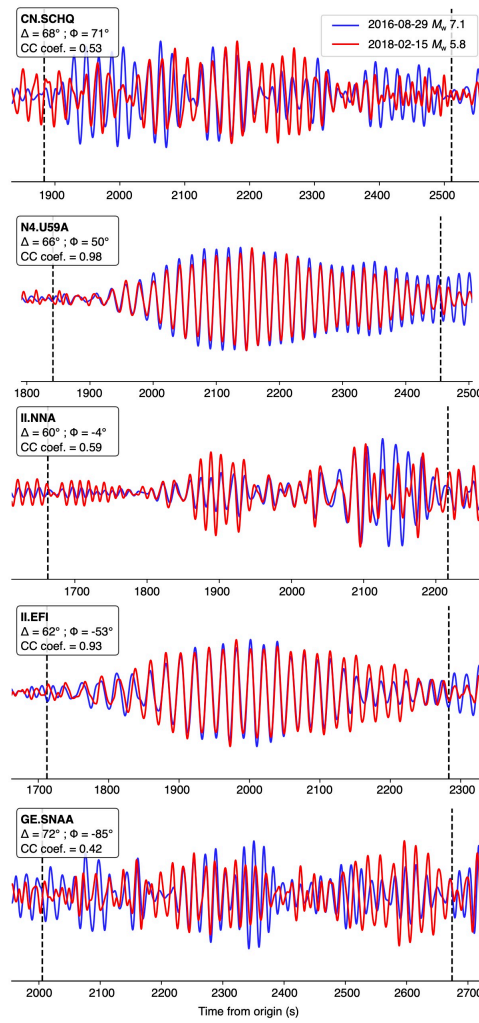 CN.SCHQ
Δ = 68° ; Φ = 71°
CC coef. = 0.53
2016-08-29 Mw 7.1
2018-02-15 Mw 5.8
1900 2000 2100 2200 2300 2400 2500
N4.U59A
Δ = 66° ; Φ = 50°
CC coef. = 0.98
1800 1900 2000 2100 2200 2300 2400 250
II.NNA
Δ = 60° ; Φ = -4°
CC coef. = 0.59
1700 1800 1900 2000 2100 2200
II.EFI
Δ = 62° ; Φ = -53°
CC coef. = 0.93
1700 1800 1900 2000 2100 2200 2300
GE.SNAA
Δ = 72° ; Φ = -85°
CC coef. = 0.42
2000 2100 2200 2300 2400 2500 2600 270
Time from origin (s)